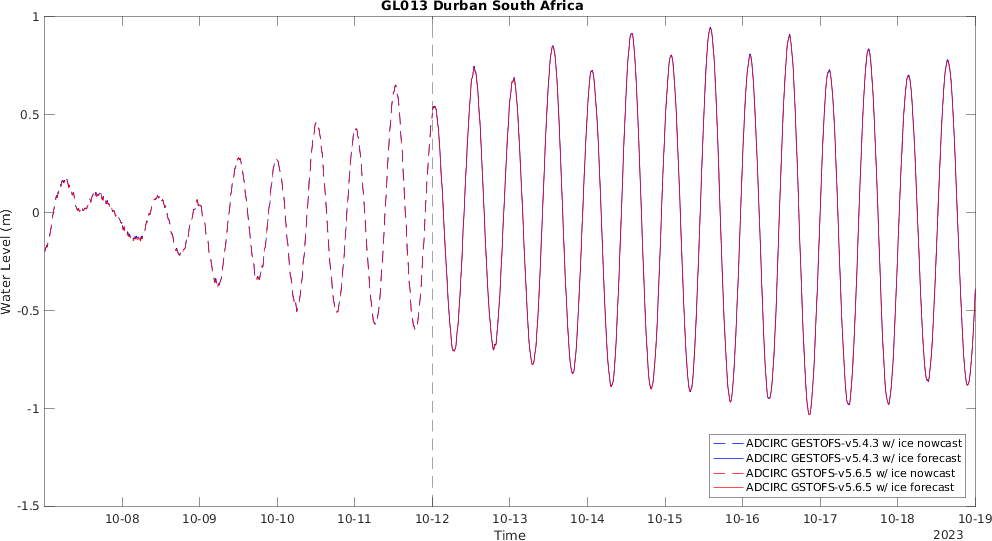 GL013 Durban South Africa
1
0.5
0
-0.5
-1
-1.5
Water Level (m)
ADCIRC GESTOFS-v5.4.3 w/ ice nowcast
ADCIRC GESTOFS-v5.4.3 w/ ice forecast
ADCIRC GSTOFS-v5.6.5 w/ ice nowcast
ADCIRC GSTOFS-v5.6.5 w/ ice forecast
10-08 10-09 10-10 10-11 10-12 10-13 10-14 10-15 10-16 10-17 10-18 10-19
Time
2023